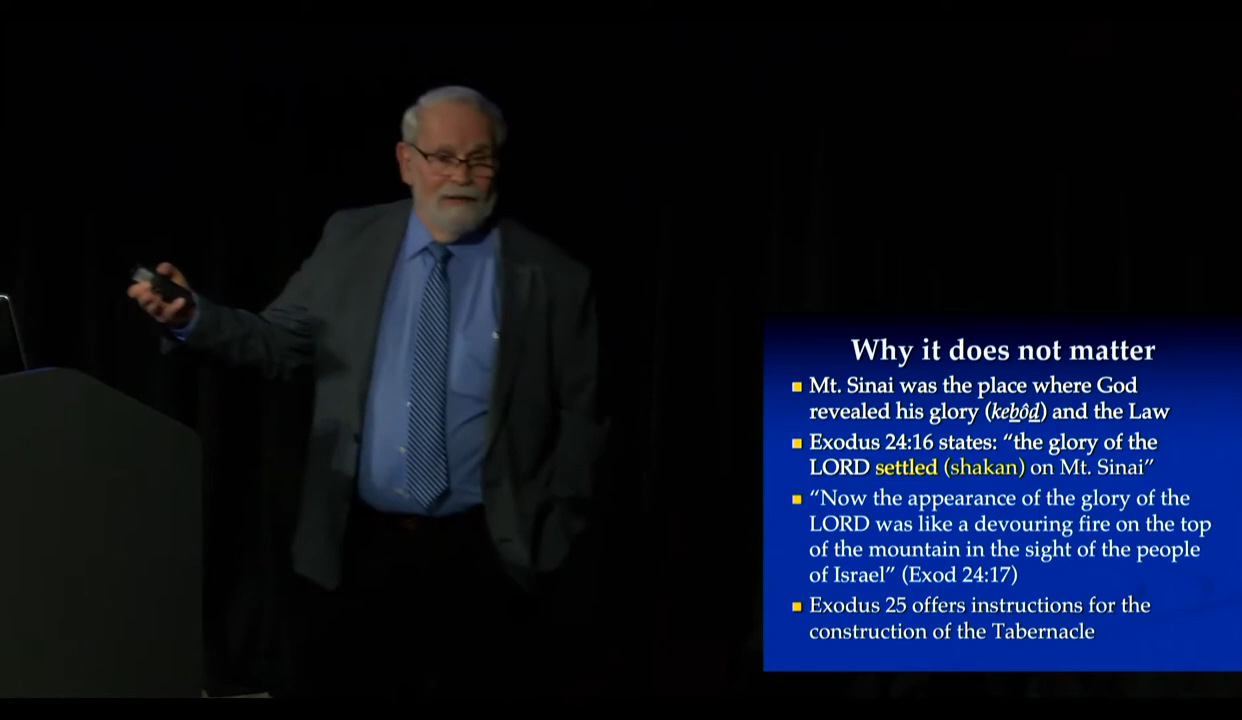 Why it does not matter
Mt. Sinai was the place where God
revealed his glory (keḇôḏ) and the Law
Exodus 24:16 states: “the glory of the
LORD settled (shakan) on Mt. Sinai”
“Now the appearance of the glory of the
LORD was like a devouring fire on the top
of the mountain in the sight of the people
of Israel” (Exod 24:17)
Exodus 25 offers instructions for the
construction of the Tabernacle